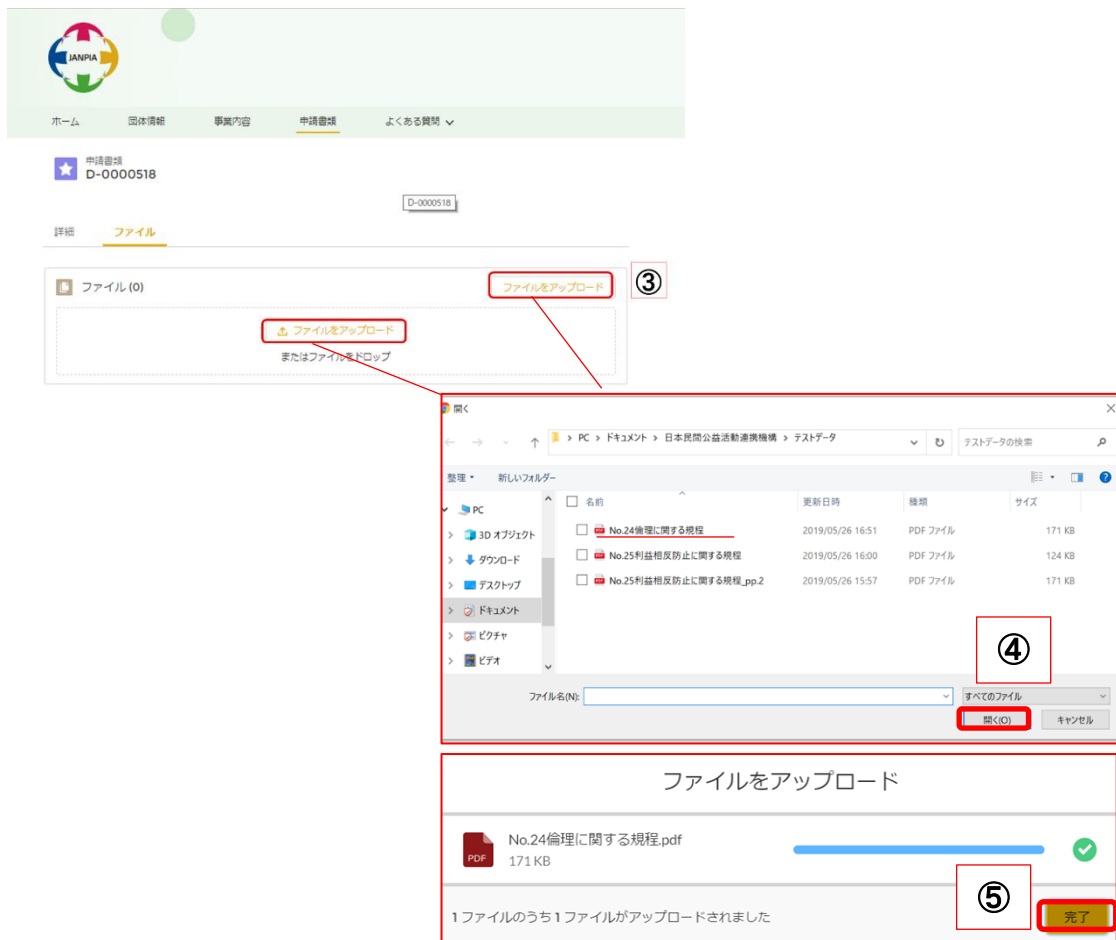 JANPIA
ホーム 団体情報 事業内容 申請書類 よくある質問
申請書類
D-0000518
D-0000518
詳細 ファイル
ファイル (0) ファイルをアップロード ③
ファイルをアップロード
またはファイルをドロップ
開く
PC > ドキュメント > 日本民間公益活動連携機構 > テストデータ テストデータの検索
整理 新しいフォルダー
名前 更新日時 種類 サイズ
PC
3D オブジェクト
ダウンロード
デスクトップ
ドキュメント
ピクチャ
ビデオ
PDF No.24倫理に関する規程 2019/05/26 16:51 PDF ファイル 171 KB
PDF No.25利益相反防止に関する規程 2019/05/26 16:00 PDF ファイル 124 KB
PDF No.25利益相反防止に関する規程_pp.2 2019/05/26 15:57 PDF ファイル 171 KB
④
ファイル名(N): すべてのファイル
開く(O) キャンセル
ファイルをアップロード
PDF No.24倫理に関する規程.pdf
171 KB
⑤
1 ファイルのうち 1 ファイルがアップロードされました 完了